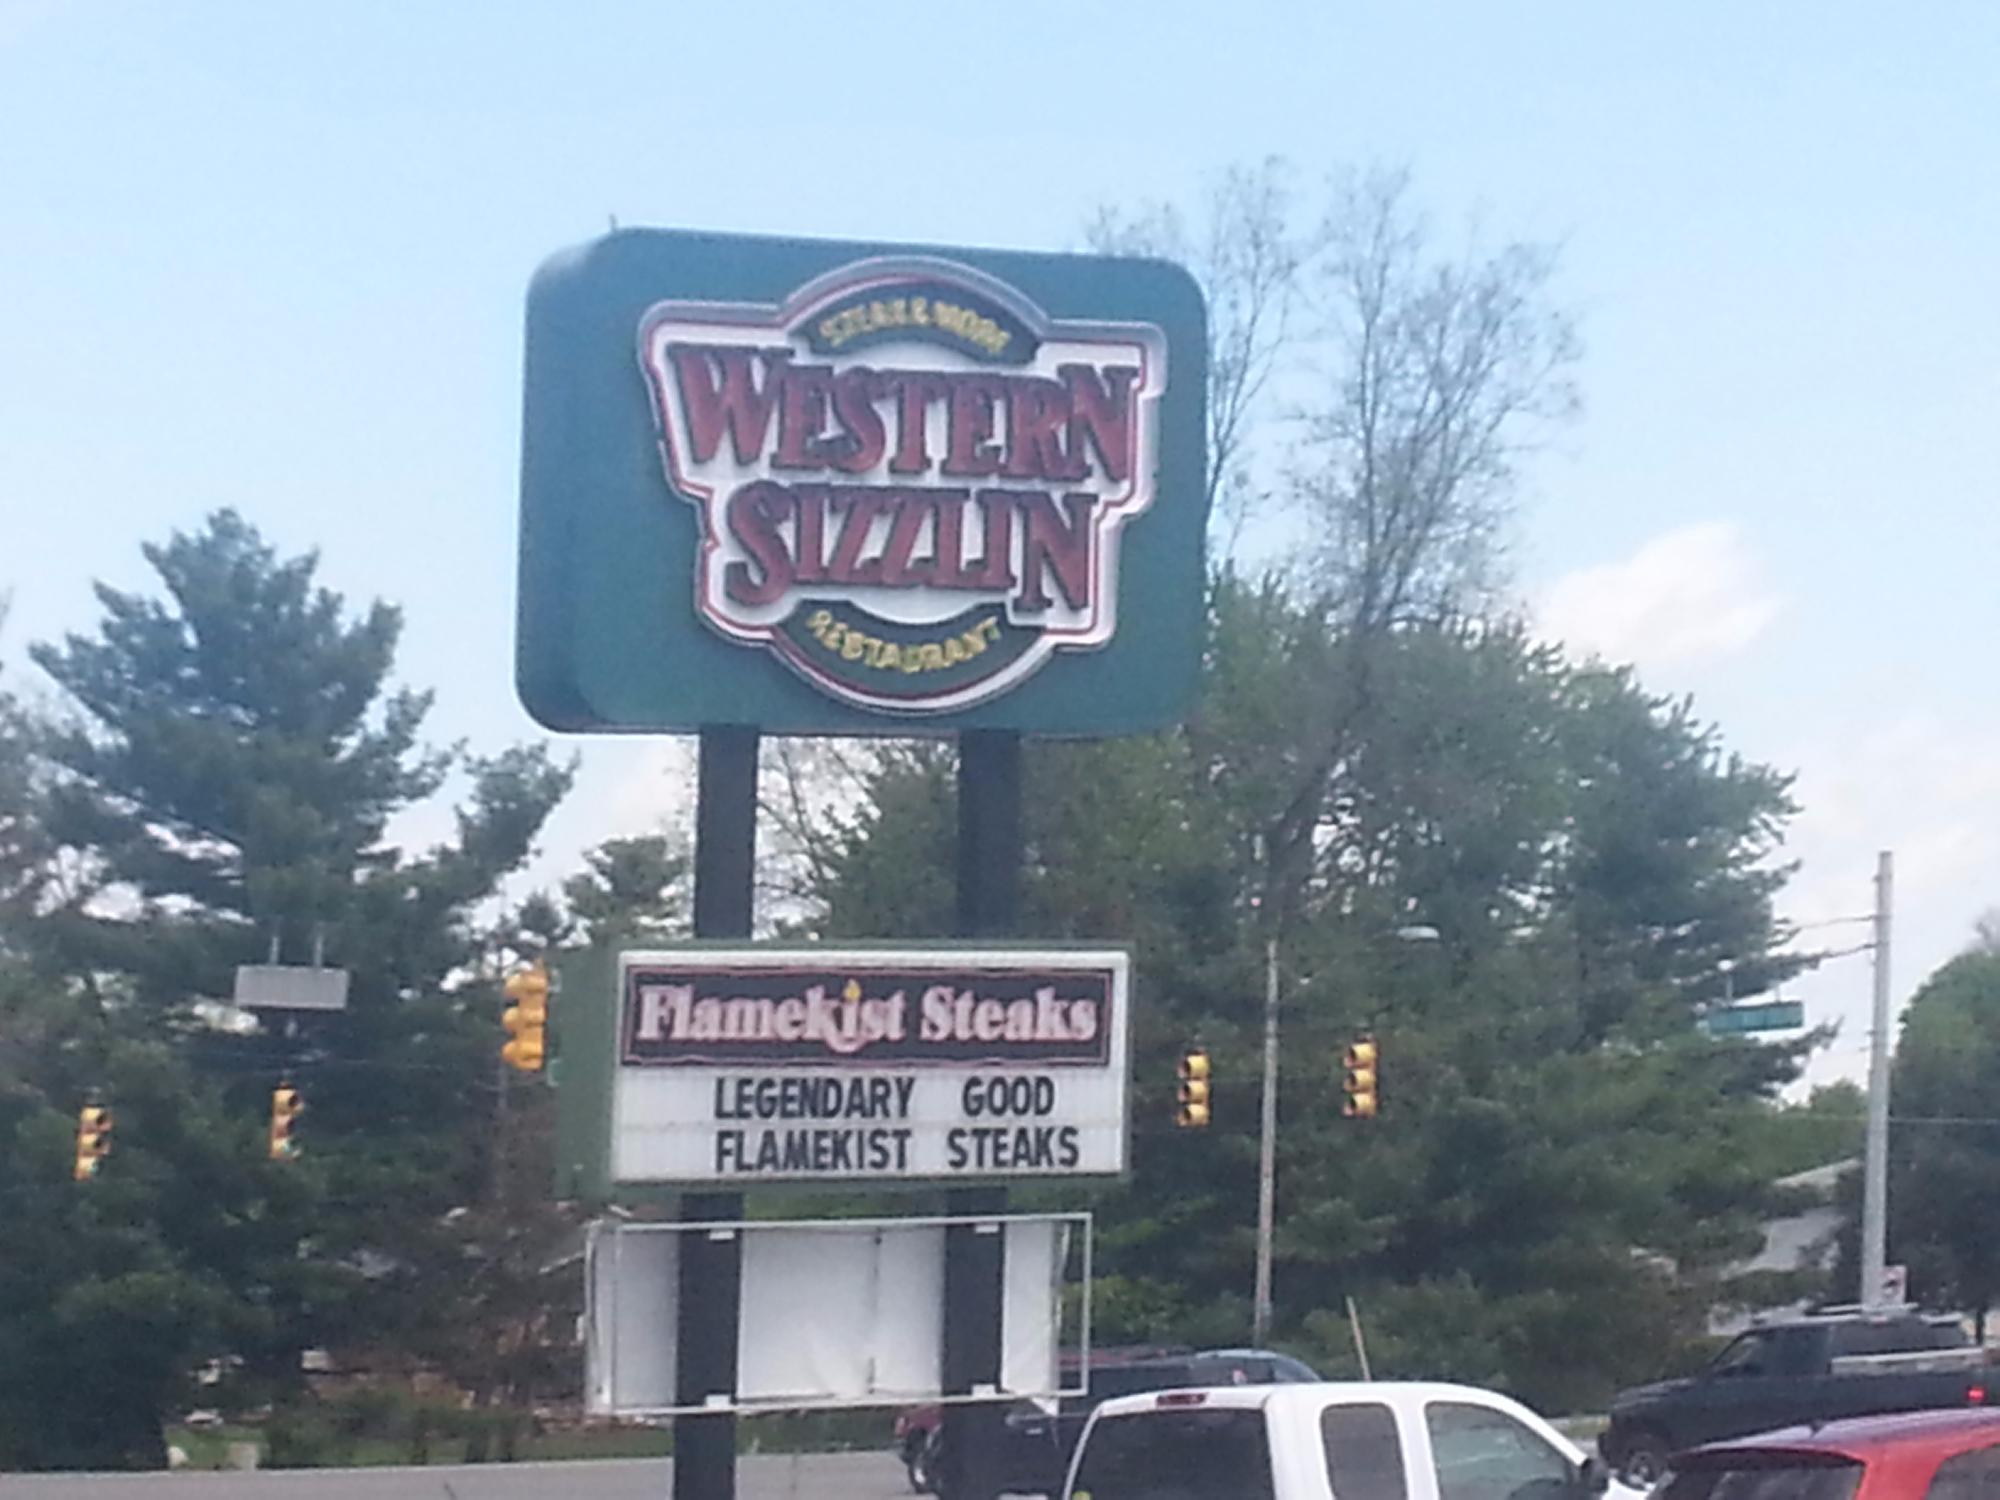 STEAK & MORE
WESTERN
SIZZLIN
RESTAURANT
Flamekist Steaks
LEGENDARY GOOD
FLAMEKIST STEAKS